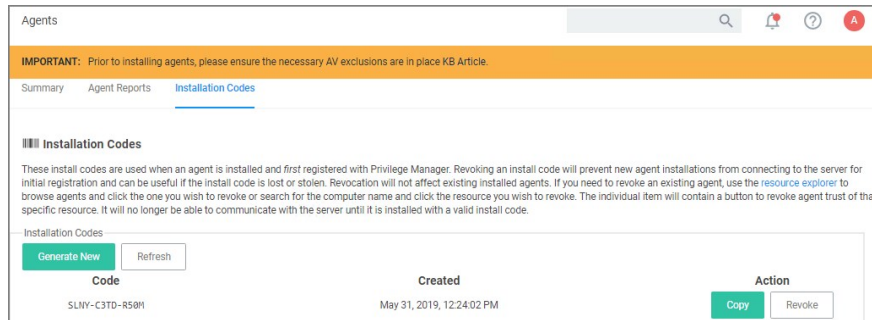 Agents
A
IMPORTANT: Prior to installing agents, please ensure the necessary AV exclusions are in place KB Article.
Summary Agent Reports Installation Codes
Installation Codes
These install codes are used when an agent is installed and first registered with Privilege Manager. Revoking an install code will prevent new agent installations from connecting to the server for
initial registration and can be useful if the install code is lost or stolen. Revocation will not affect existing installed agents. If you need to revoke an existing agent, use the resource explorer to
browse agents and click the one you wish to revoke or search for the computer name and click the resource you wish to revoke. The individual item will contain a button to revoke agent trust of tha
specific resource. It will no longer be able to communicate with the server until it is installed with a valid install code.
Installation Codes
Generate New Refresh
Code Created Action
SLNY-C3TD-R50M May 31, 2019, 12:24:02 PM Copy Revoke